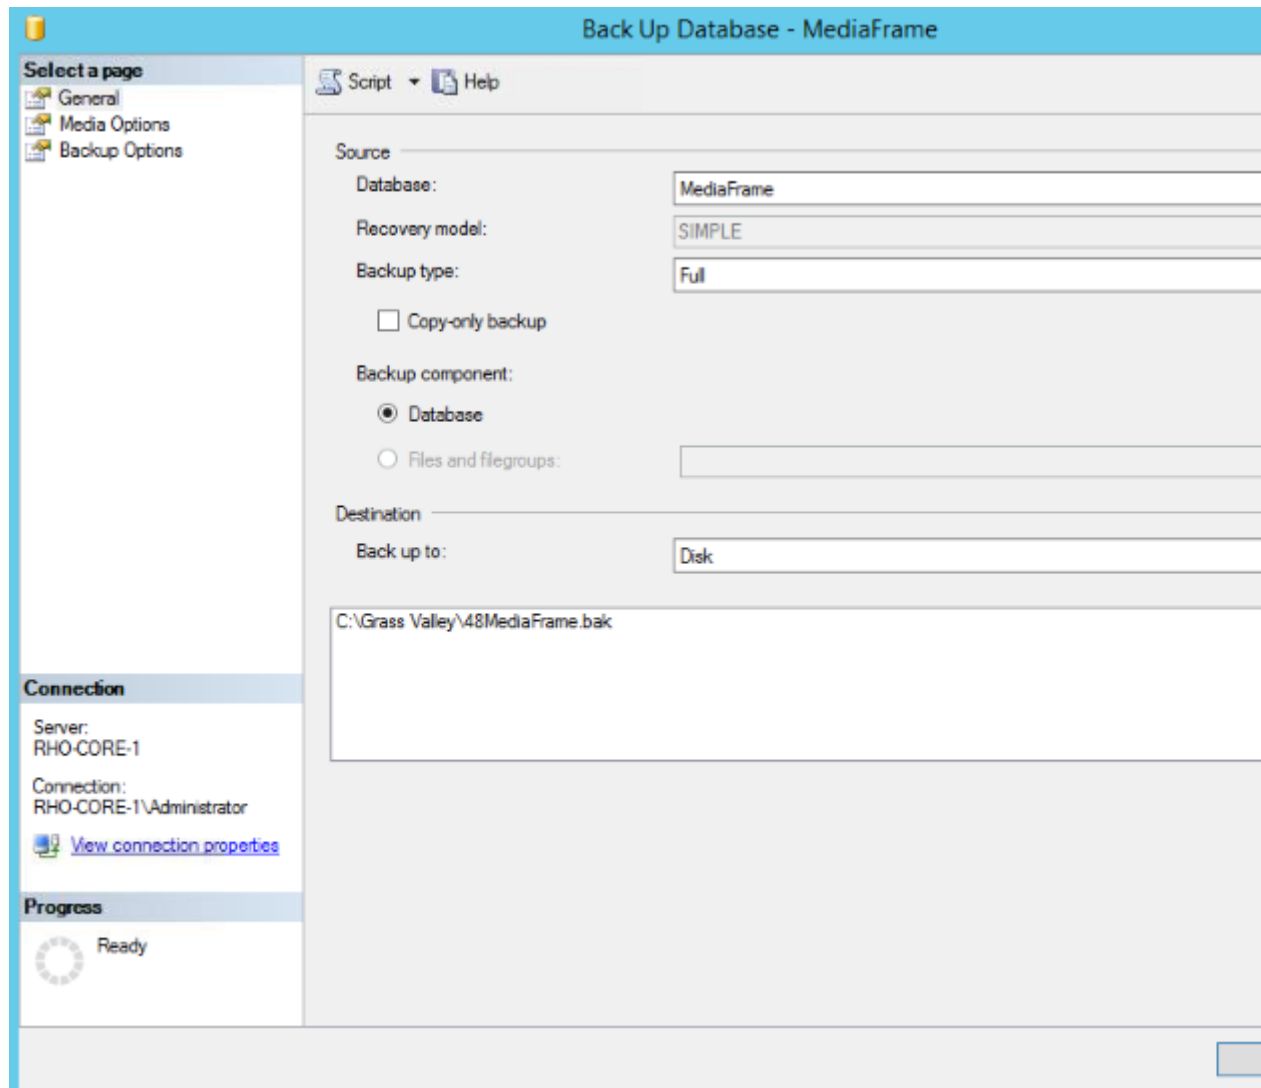 Back Up Database - MediaFrame
Select a page
General
Media Options
Backup Options
Script
Help
Source
Database:
MediaFrame
Recovery model:
SIMPLE
Backup type:
Full
Copy-only backup
Backup component:
Database
Files and filegroups:
Destination
Back up to:
Disk
C:\Grass Valley\48MediaFrame.bak
Connection
Server:
RHO-CORE-1
Connection:
RHO-CORE-1\Administrator
View connection properties
Progress
Ready